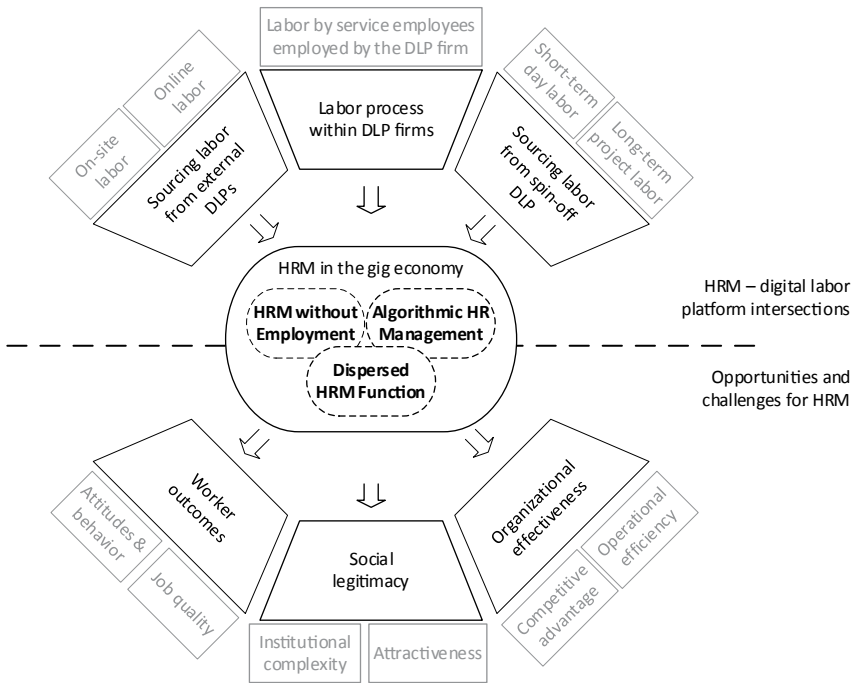 Labor by service employees
employed by the DLP firm
Online
labor
On-site
labor
Short-term
day labor
Long-term
project labor
Sourcing labor
from external
DLPs
Labor process
within DLP firms
Sourcing labor
from spin-off
DLP
HRM in the gig economy
HRM without
Employment
Algorithmic HR
Management
Dispersed
HRM Function
HRM – digital labor
platform intersections
Opportunities and
challenges for HRM
Worker
outcomes
Attitudes &
behavior
Job quality
Social
legitimacy
Institutional
complexity
Attractiveness
Organizational
effectiveness
Operational
efficiency
Competitive
advantage